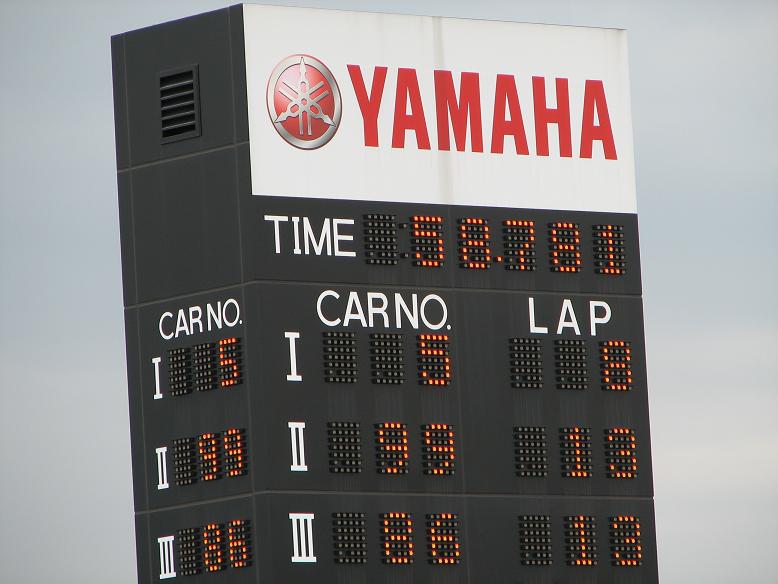 YAMAHA
TIME 58.781
CAR NO. CAR NO. LAP
I 5 I 5 8
II 99 II 99 13
III 86 III 86 13